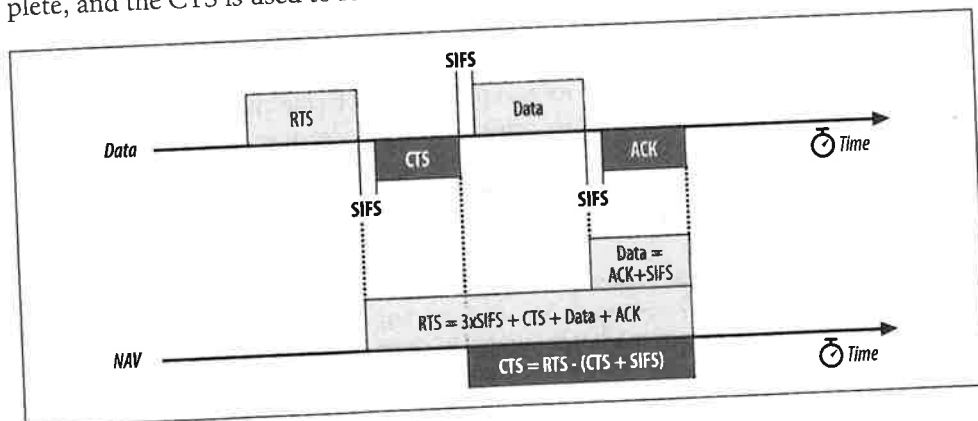 plete, and the CTS is used to
SIFS
RTS
Data
Data
CTS
ACK
Time
SIFS
SIFS
Data =
ACK+SIFS
RTS = 3xSIFS + CTS + Data + ACK
NAV
CTS = RTS - (CTS + SIFS)
Time